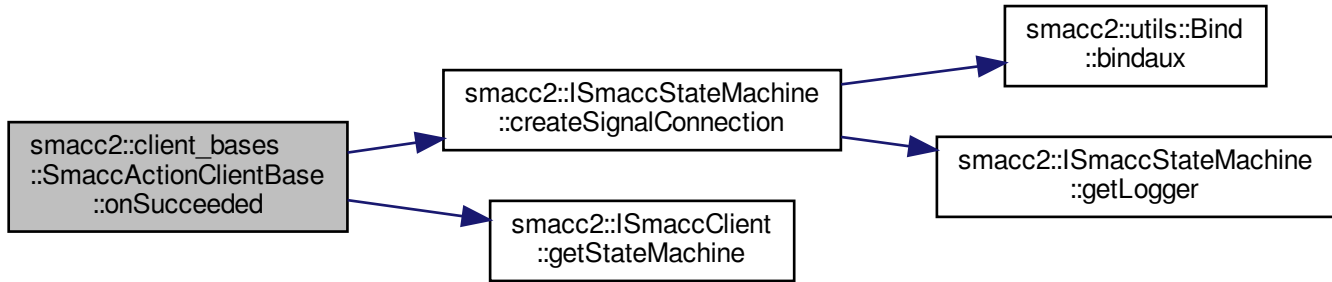 smacc2::client_bases
::SmaccActionClientBase
::onSucceeded
smacc2::ISmaccStateMachine
::createSignalConnection
smacc2::ISmaccClient
::getStateMachine
smacc2::utils::Bind
::bindaux
smacc2::ISmaccStateMachine
::getLogger